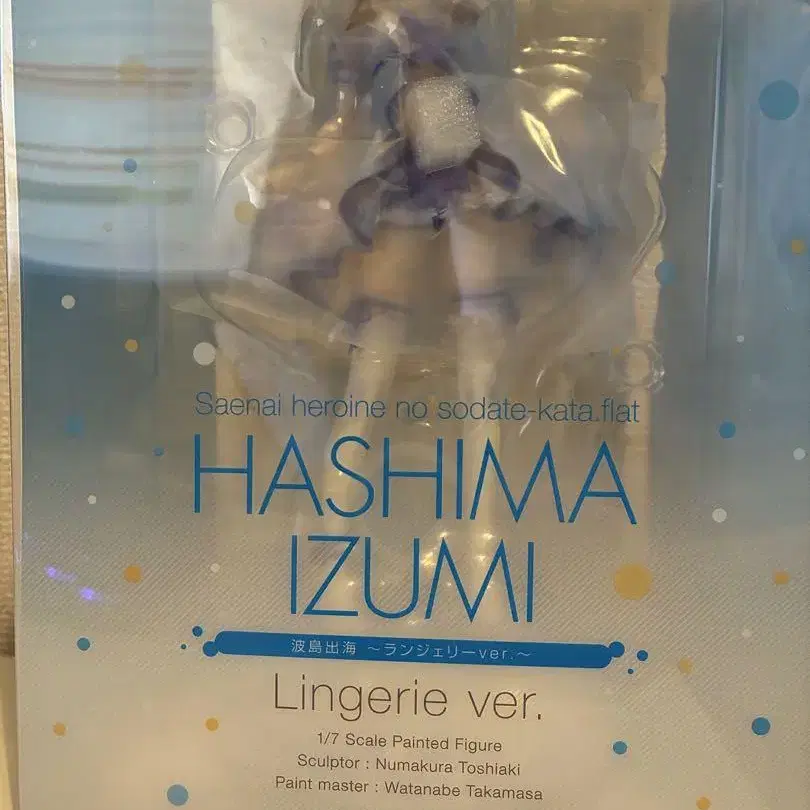 Saenai heroine no sodate-kata.flat
HASHIMA
IZUMI
波島出海 ～ランジェリーver.～
Lingerie ver.
1/7 Scale Painted Figure
Sculptor : Numakura Toshiaki
Paint master : Watanabe Takamasa